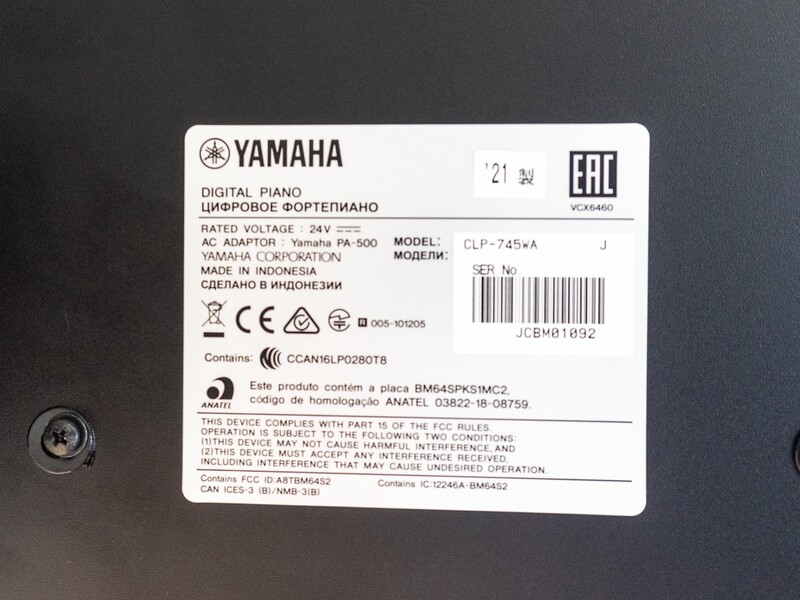 YAMAHA
'21 製
EAC
VCX6460
DIGITAL PIANO
ЦИФРОВОЕ ФОРТЕПИАНО
RATED VOLTAGE : 24V
AC ADAPTOR : Yamaha PA-500
YAMAHA CORPORATION
MADE IN INDONESIA
СДЕЛАНО В ИНДОНЕЗИИ
MODEL: CLP-745WA J
МОДЕЛИ:
SER No.
JCBM01092
CE
R 005-101205
Contains: CCAN16LP0280T8
ANATEL
Este produto contém a placa BM64SPKS1MC2,
código de homologação ANATEL 03822-18-08759.
THIS DEVICE COMPLIES WITH PART 15 OF THE FCC RULES.
OPERATION IS SUBJECT TO THE FOLLOWING TWO CONDITIONS:
(1)THIS DEVICE MAY NOT CAUSE HARMFUL INTERFERENCE, AND
(2)THIS DEVICE MUST ACCEPT ANY INTERFERENCE RECEIVED,
INCLUDING INTERFERENCE THAT MAY CAUSE UNDESIRED OPERATION.
Contains FCC ID:A8TBM64S2 Contains IC:12246A-BM64S2
CAN ICES-3 (B)/NMB-3(B)